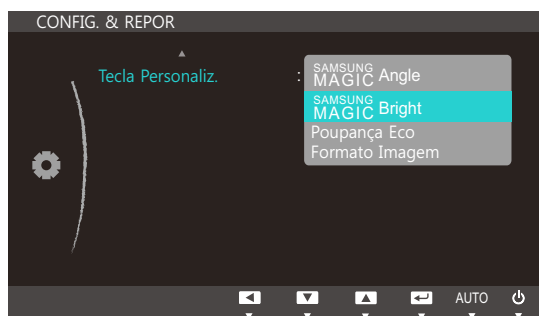 CONFIG. & REPOR
Tecla Personaliz. : SAMSUNG MAGIC Angle
SAMSUNG MAGIC Bright
Poupança Eco
Formato Imagem
AUTO